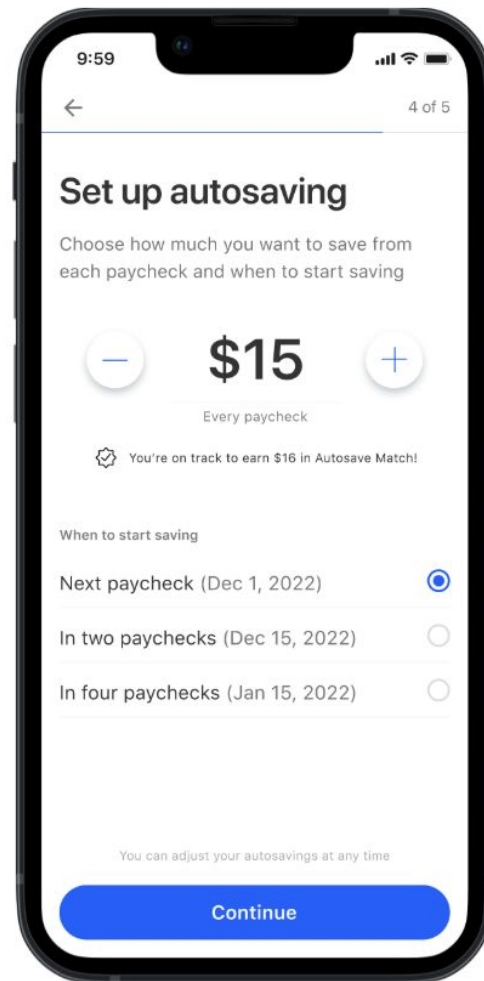 9:59
4 of 5
Set up autosaving
Choose how much you want to save from
each paycheck and when to start saving
$15
Every paycheck
You're on track to earn $16 in Autosave Match!
When to start saving
Next paycheck (Dec 1, 2022)
In two paychecks (Dec 15, 2022)
In four paychecks (Jan 15, 2022)
You can adjust your autosavings at any time
Continue